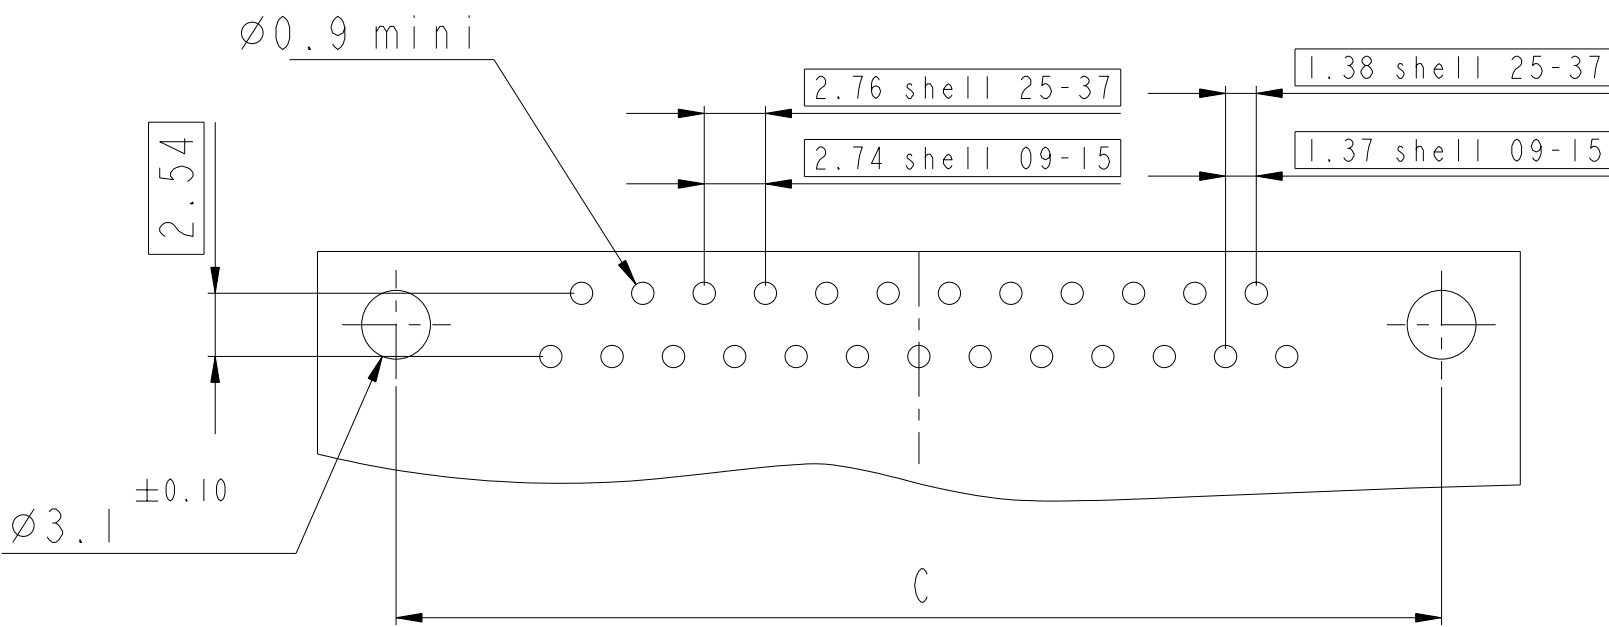 Ø0.9 mini
2.76 shell 25-37
1.38 shell 25-37
2.74 shell 09-15
1.37 shell 09-15
2.54
±0.10
Ø3.1
C